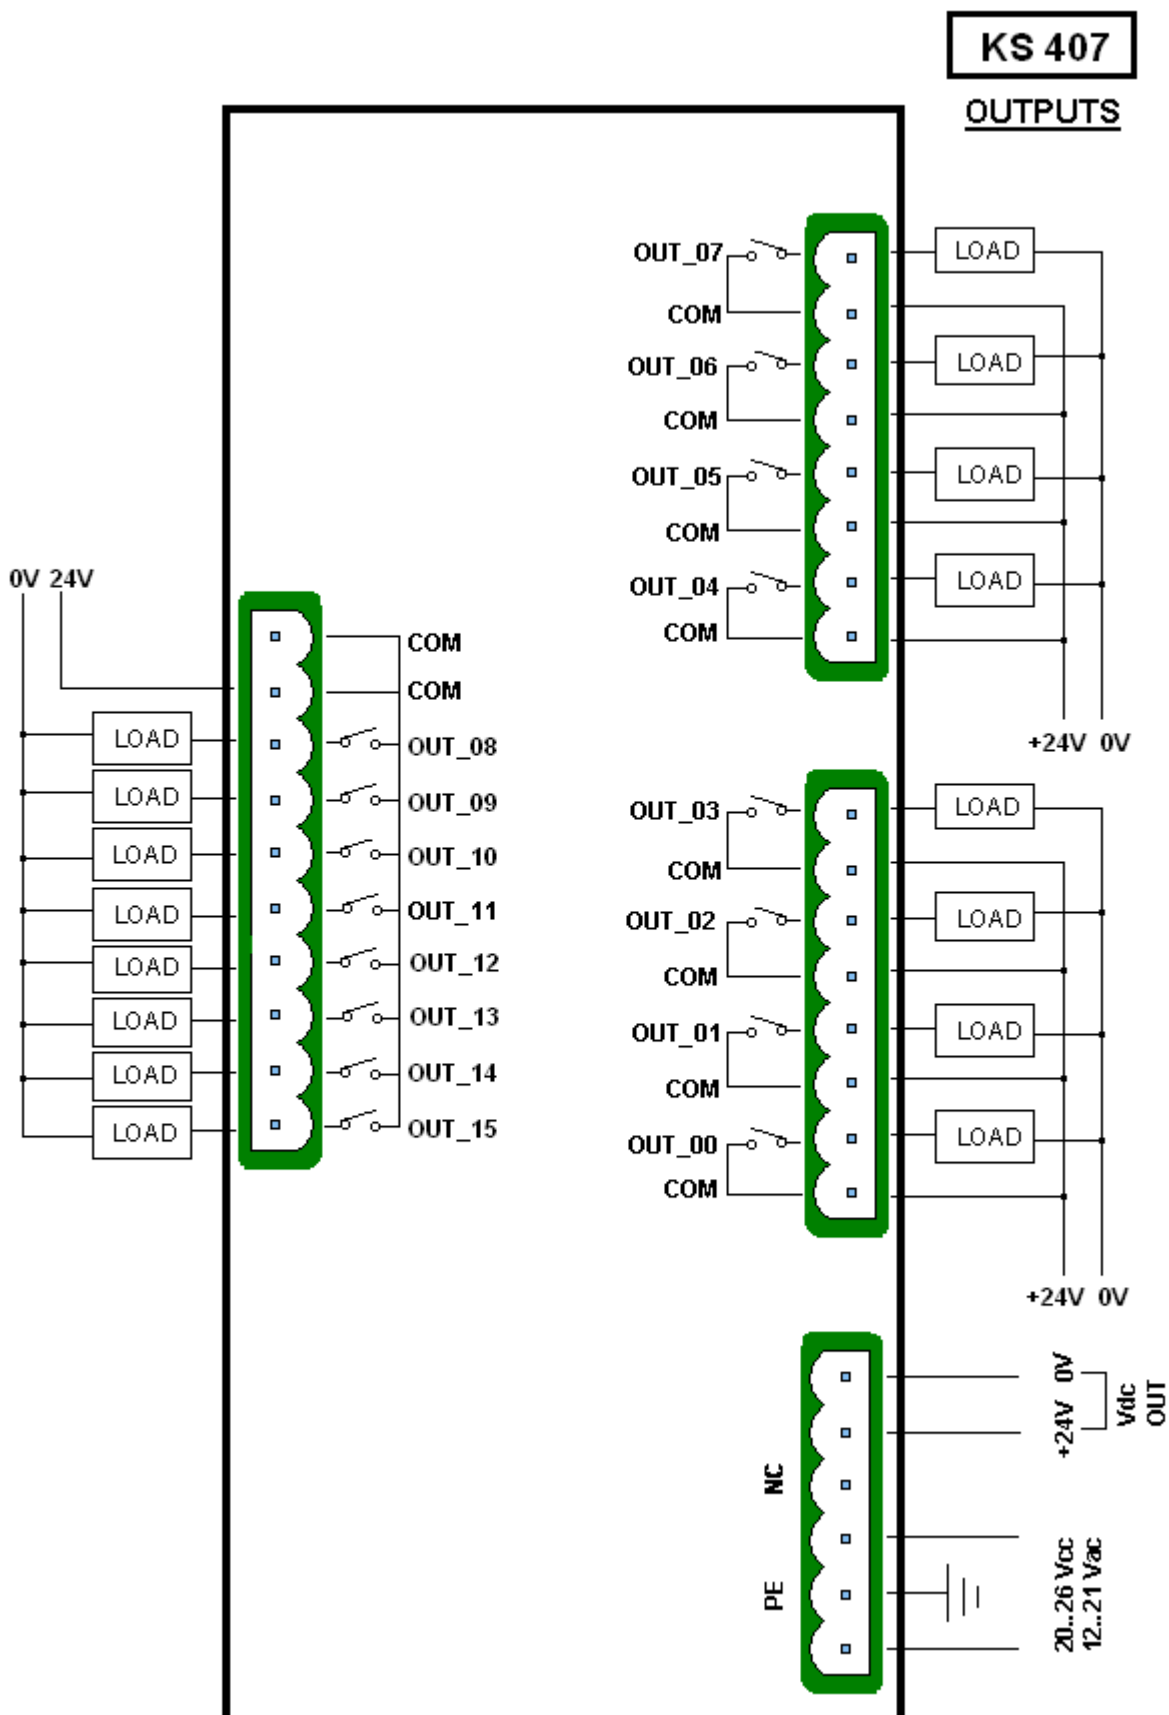 KS 407
OUTPUTS
OUT_07
LOAD
COM
OUT_06
LOAD
COM
OUT_05
LOAD
COM
OUT_04
LOAD
COM
+24V 0V
0V 24V
COM
COM
LOAD
OUT_08
LOAD
OUT_09
LOAD
OUT_10
LOAD
OUT_11
LOAD
OUT_12
LOAD
OUT_13
LOAD
OUT_14
LOAD
OUT_15
OUT_03
LOAD
COM
OUT_02
LOAD
COM
OUT_01
LOAD
COM
OUT_00
LOAD
COM
+24V 0V
+24V 0V
Vdc
OUT
NC
PE
20..26 Vcc
12..21 Vac